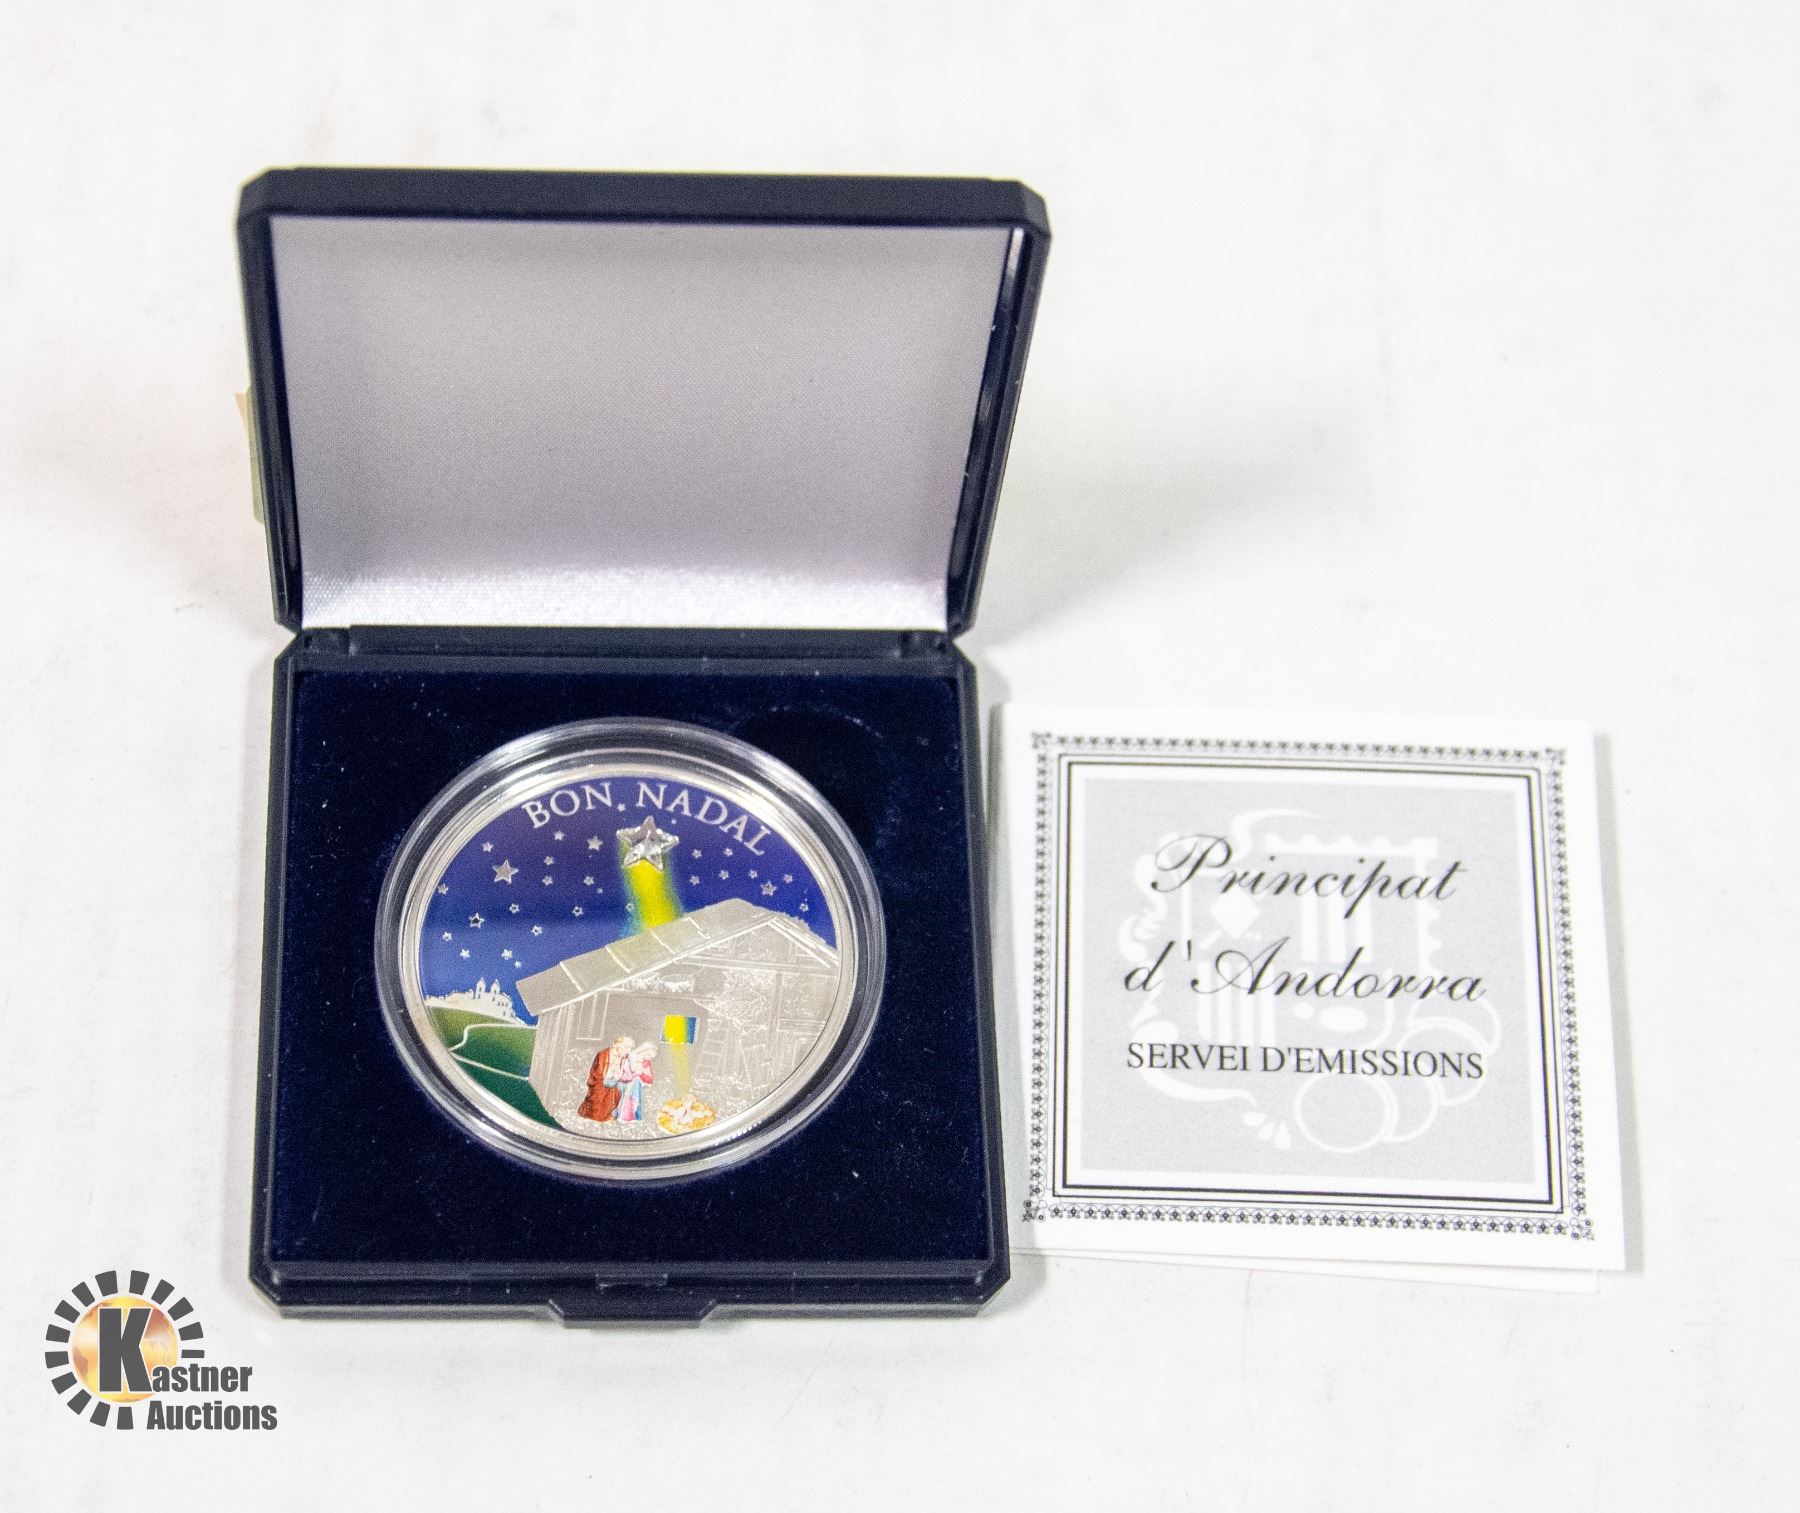 BON NADAL
Principat
d'Andorra
SERVEI D'EMISSIONS
Kastner
Auctions